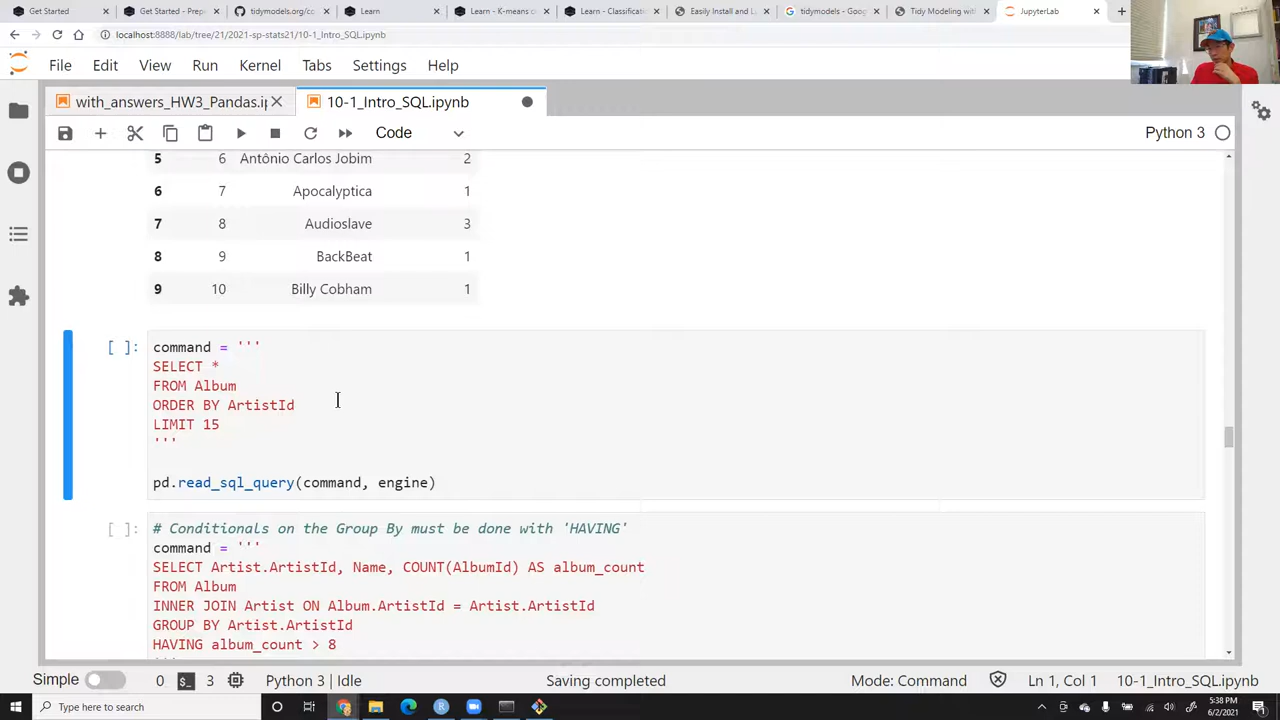 Get Started
Get Started - Prep
tidymodels.org/co
Learn
Learn - K-means c
Learn - Classificati
Easily Install and L
tidymodels - Goog
Tidy Modeling with
JupyterLab
localhost:8888/lab/tree/21/2021-sp-stats21/10-1_Intro_SQL.ipynb
File Edit View Run Kernel Tabs Settings Help
with_answers_HW3_Pandas.ip
10-1_Intro_SQL.ipynb
Code
Python 3
5 6 Antônio Carlos Jobim 2
6 7 Apocalyptica 1
7 8 Audioslave 3
8 9 BackBeat 1
9 10 Billy Cobham 1
[ ]: command = '''
SELECT *
FROM Album
ORDER BY ArtistId
LIMIT 15
'''
pd.read_sql_query(command, engine)
[ ]: # Conditionals on the Group By must be done with 'HAVING'
command = '''
SELECT Artist.ArtistId, Name, COUNT(AlbumId) AS album_count
FROM Album
INNER JOIN Artist ON Album.ArtistId = Artist.ArtistId
GROUP BY Artist.ArtistId
HAVING album_count > 8
'''
Simple 0 3 Python 3 | Idle Saving completed Mode: Command Ln 1, Col 1 10-1_Intro_SQL.ipynb
Type here to search
5:38 PM
6/2/2021